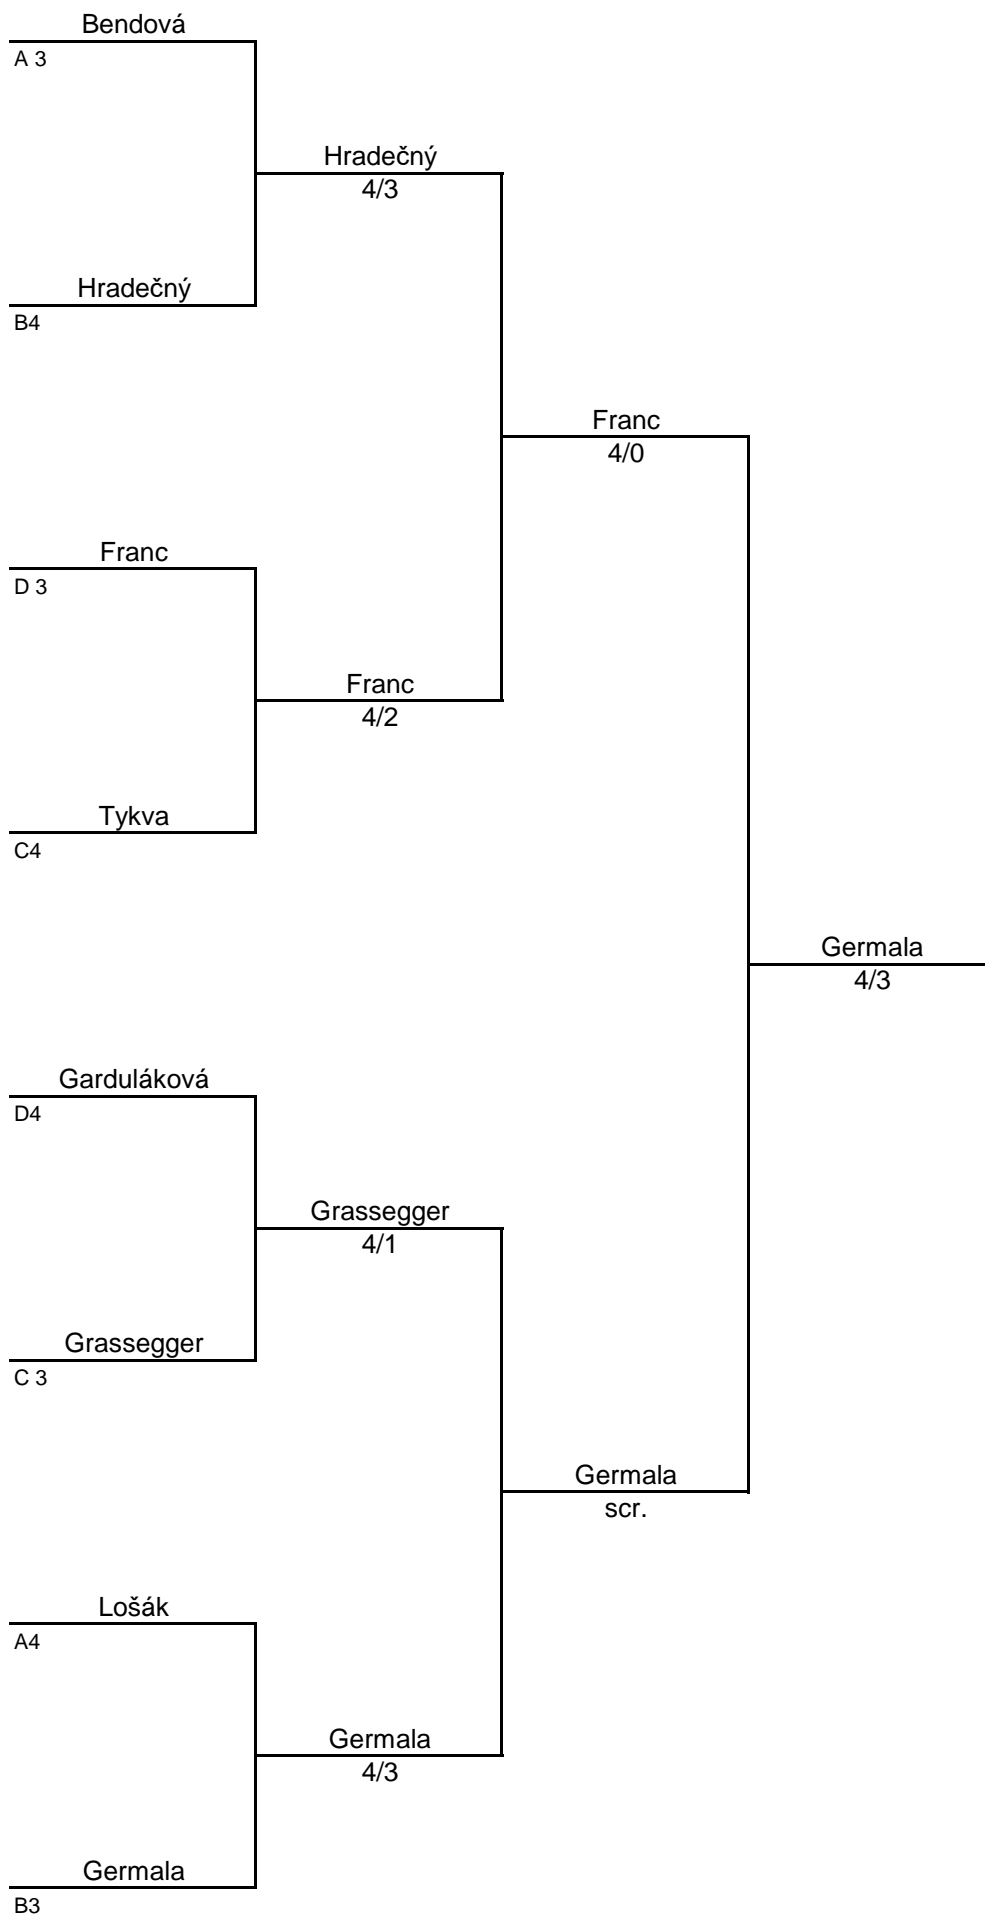 Bendová
A 3
Hradečný
4/3
Hradečný
B4
Franc
4/0
Franc
D 3
Franc
4/2
Tykva
C4
Germala
4/3
Garduláková
D4
Grassegger
4/1
Grassegger
C 3
Germala
scr.
Lošák
A4
Germala
4/3
Germala
B3